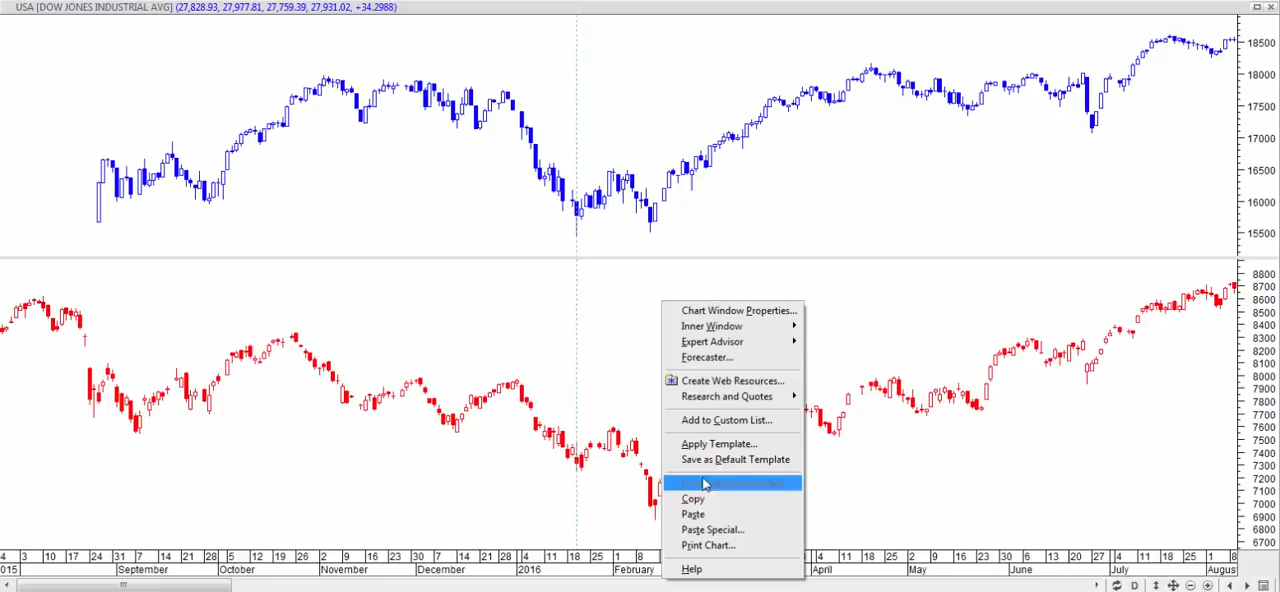 USA [DOW JONES INDUSTRIAL AVG] (27,828.93, 27,977.81, 27,759.39, 27,931.02, +34.2988)
18500
18000
17500
17000
16500
16000
15500
8800
8700
8600
8500
8400
8300
8200
8100
8000
7900
7800
7700
7600
7500
7400
7300
7200
7100
7000
6900
6800
6700
Chart Window Properties...
Inner Window
Expert Advisor
Forecaster...
Create Web Resources...
Research and Quotes
Add to Custom List...
Apply Template...
Save as Default Template
Copy
Paste
Paste Special...
Print Chart...
Help
4 3 10 17 24 31 7 14 21 28 5 12 19 26 2 9 16 23 30 7 14 21 28 4 11 18 25 1 8 4 11 18 25 2 9 16 23 30 6 13 20 27 5 11 18 25 1 8
015 September October November December 2016 February April May June July August
D